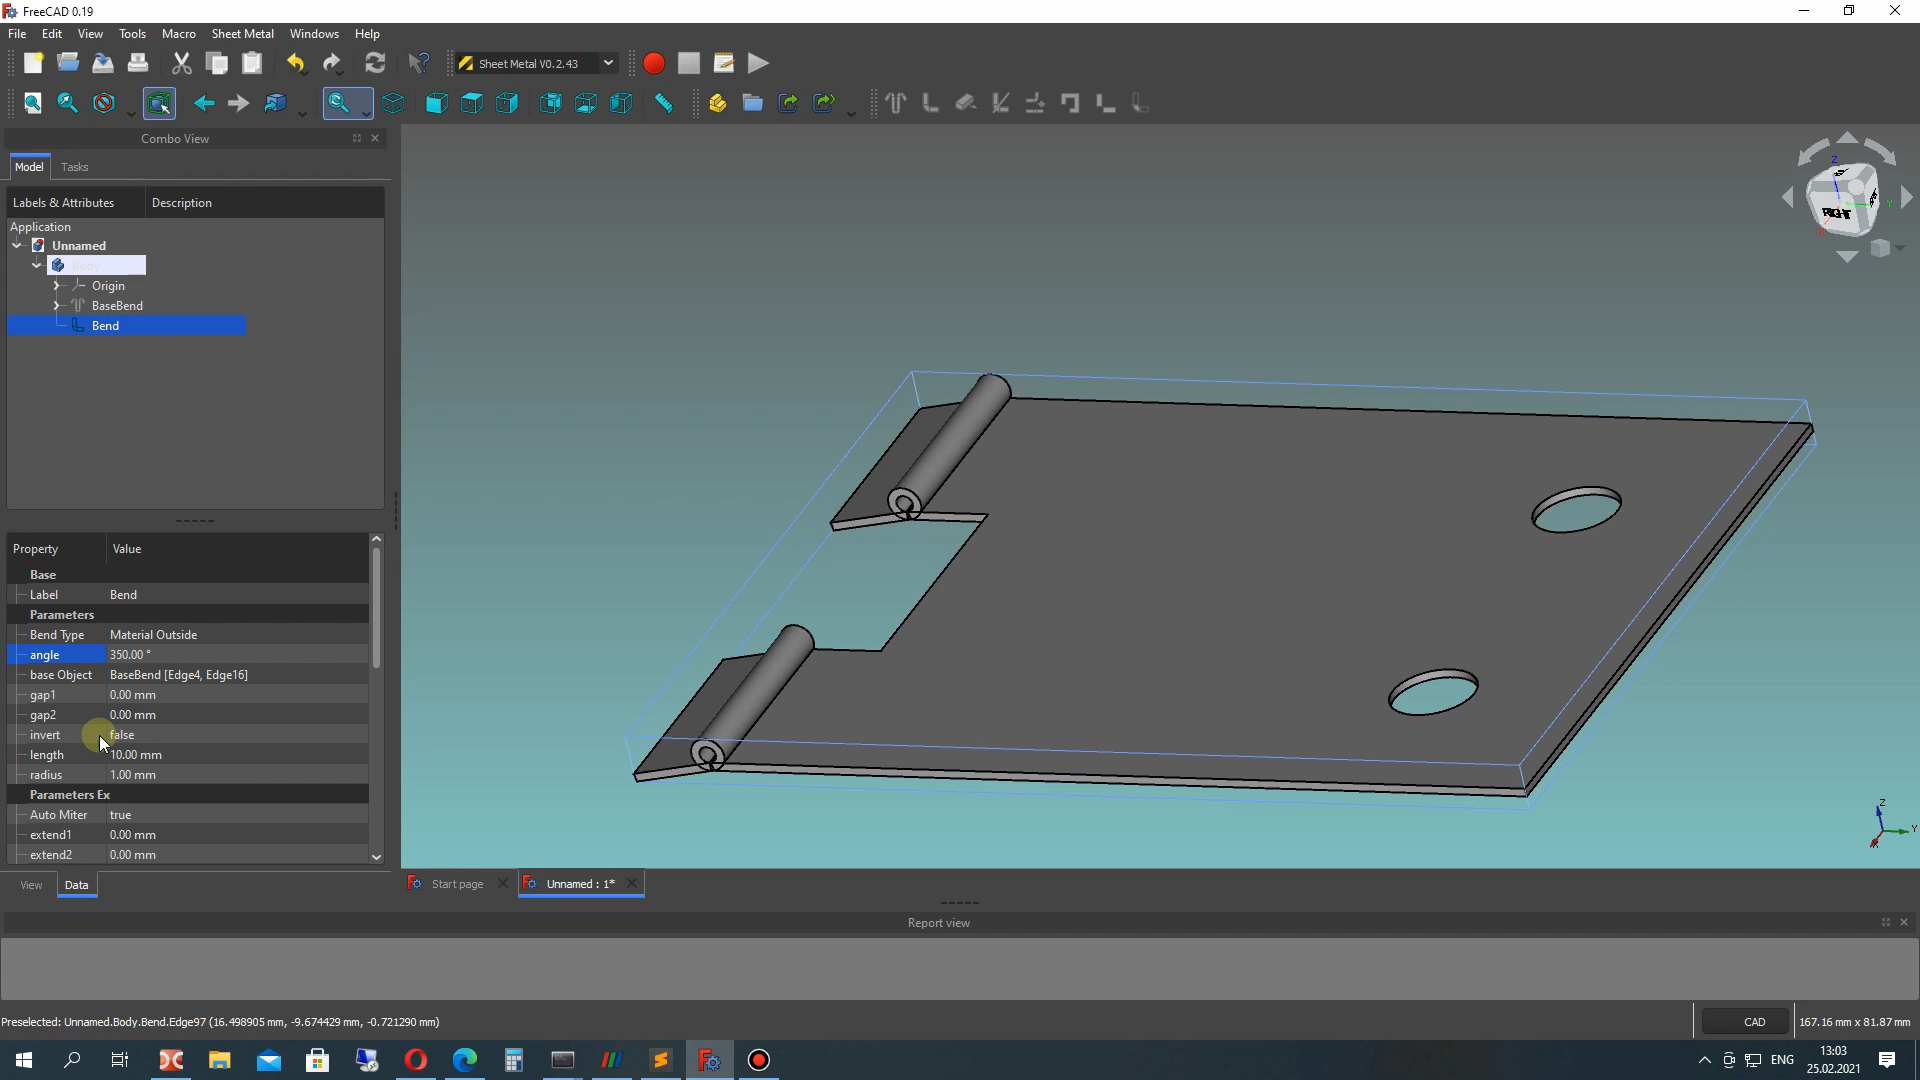 FreeCAD 0.19
File Edit View Tools Macro Sheet Metal Windows Help
Sheet Metal V0.2.43
Combo View
Model Tasks
Labels & Attributes Description
Application
Unnamed
Origin
BaseBend
Bend
Property Value
Base
Label Bend
Parameters
Bend Type Material Outside
angle 350.00 °
base Object BaseBend [Edge4, Edge16]
gap1 0.00 mm
gap2 0.00 mm
invert false
length 10.00 mm
radius 1.00 mm
Parameters Ex
Auto Miter true
extend1 0.00 mm
extend2 0.00 mm
View Data
Z
RIGHT
Y
X
Z
Y
X
Start page Unnamed : 1*
Report view
Preselected: Unnamed.Body.Bend.Edge97 (16.498905 mm, -9.674429 mm, -0.721290 mm)
CAD 167.16 mm x 81.87 mm
ENG 13:03
25.02.2021